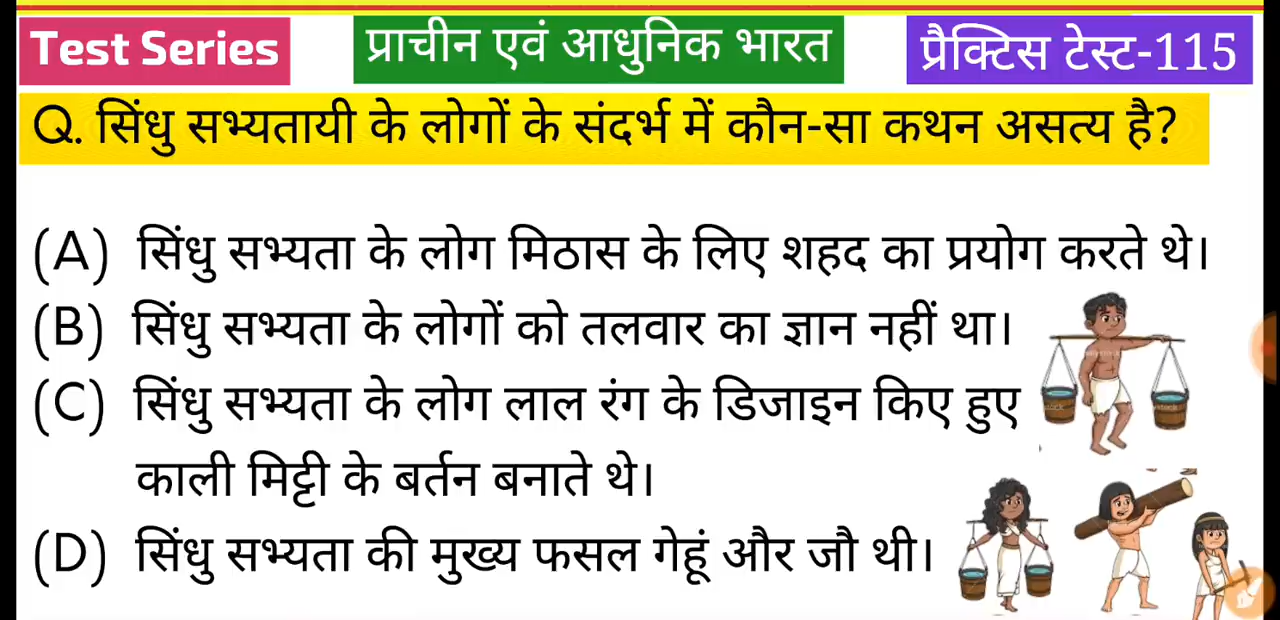 Test Series
प्राचीन एवं आधुनिक भारत
प्रैक्टिस टेस्ट-115
Q. सिंधु सभ्यतायी के लोगों के संदर्भ में कौन-सा कथन असत्य है?
(A) सिंधु सभ्यता के लोग मिठास के लिए शहद का प्रयोग करते थे।
(B) सिंधु सभ्यता के लोगों को तलवार का ज्ञान नहीं था।
(C) सिंधु सभ्यता के लोग लाल रंग के डिजाइन किए हुए
काली मिट्टी के बर्तन बनाते थे।
(D) सिंधु सभ्यता की मुख्य फसल गेहूं और जौ थी।